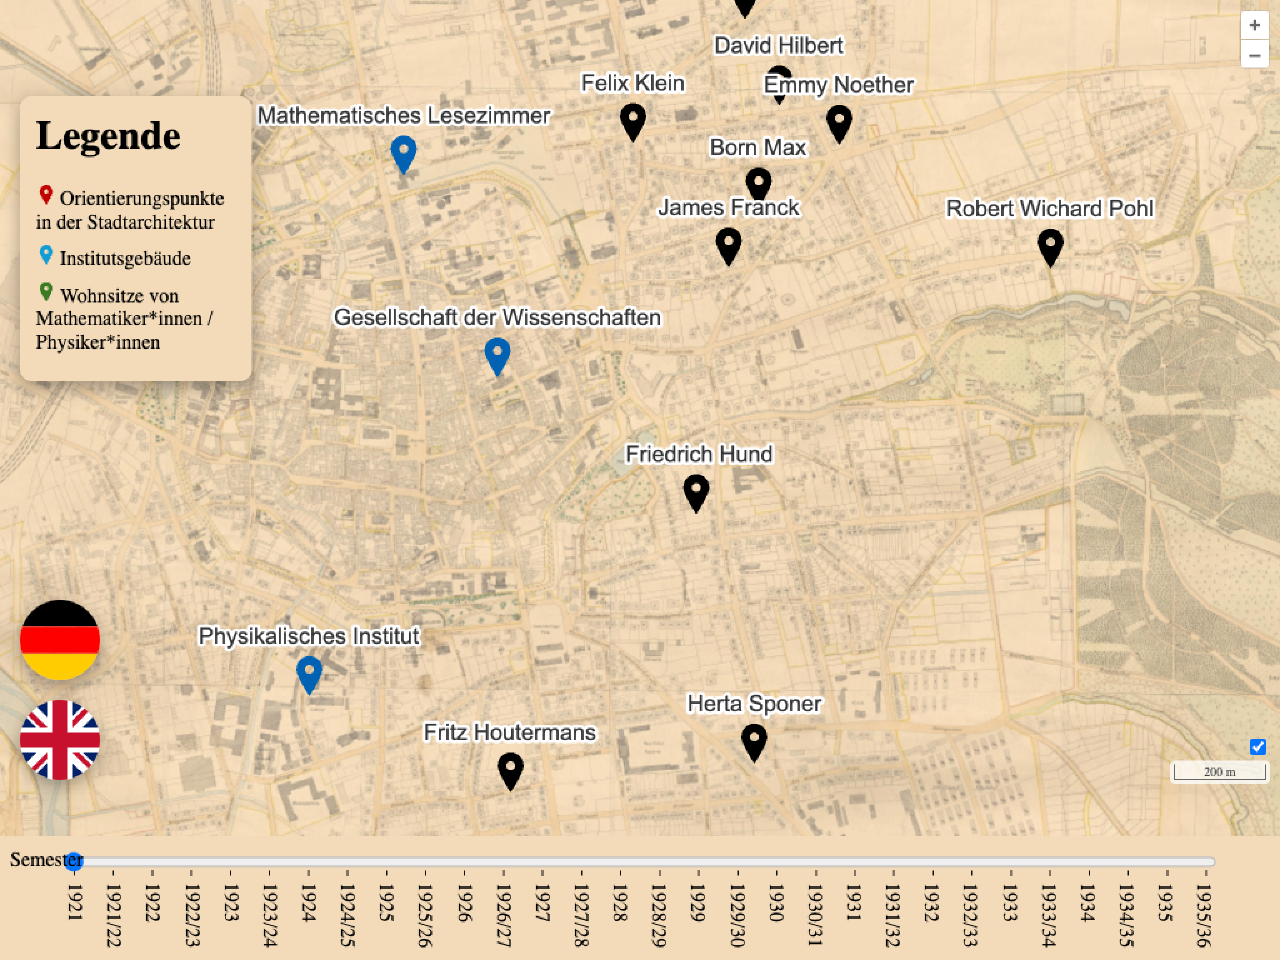 David Hilbert
Felix Klein
Emmy Noether
Mathematisches Lesezimmer
Born Max
James Franck
Robert Wichard Pohl
Legende
Orientierungspunkte
in der Stadtarchitektur
Institutsgebäude
Wohnsitze von
Mathematiker*innen /
Physiker*innen
Gesellschaft der Wissenschaften
Friedrich Hund
Physikalisches Institut
Herta Sponer
Fritz Houtermans
+
−
200 m
Semester
1921
1921/22
1922
1922/23
1923
1923/24
1924
1924/25
1925
1925/26
1926
1926/27
1927
1927/28
1928
1928/29
1929
1929/30
1930
1930/31
1931
1931/32
1932
1932/33
1933
1933/34
1934
1934/35
1935
1935/36